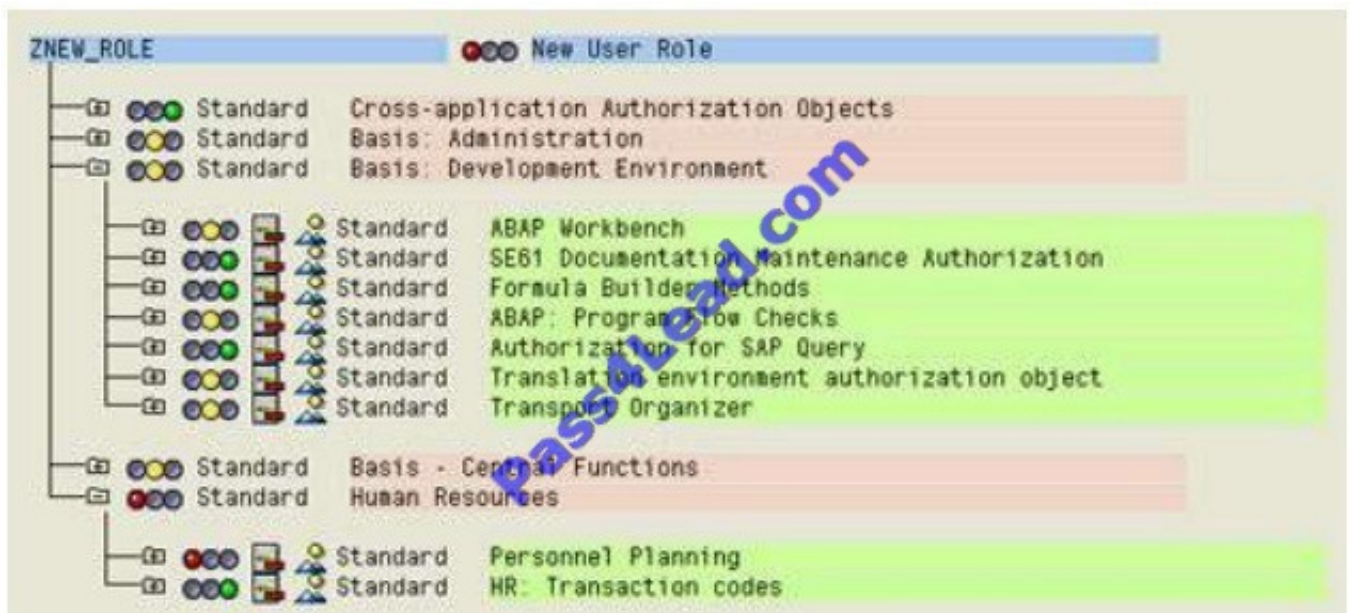 ZNEW_ROLE New User Role
Standard Cross-application Authorization Objects
Standard Basis: Administration
Standard Basis: Development Environment
Standard ABAP Workbench
Standard SE61 Documentation Maintenance Authorization
Standard Formula Builder Methods
Standard ABAP: Program Flow Checks
Standard Authorization for SAP Query
Standard Translation environment authorization object
Standard Transport Organizer
Standard Basis - Central Functions
Standard Human Resources
Standard Personnel Planning
Standard HR: Transaction codes
Pass4Lead.com